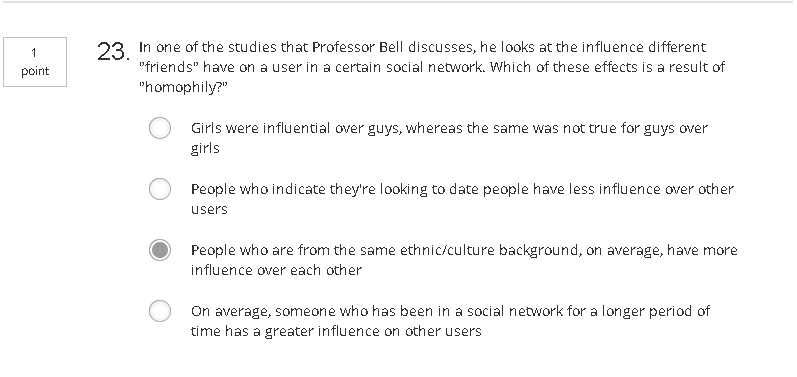 1
point
23. In one of the studies that Professor Bell discusses, he looks at the influence different
"friends" have on a user in a certain social network. Which of these effects is a result of
"homophily?"
Girls were influential over guys, whereas the same was not true for guys over
girls
People who indicate they're looking to date people have less influence over other
users
People who are from the same ethnic/culture background, on average, have more
influence over each other
On average, someone who has been in a social network for a longer period of
time has a greater influence on other users